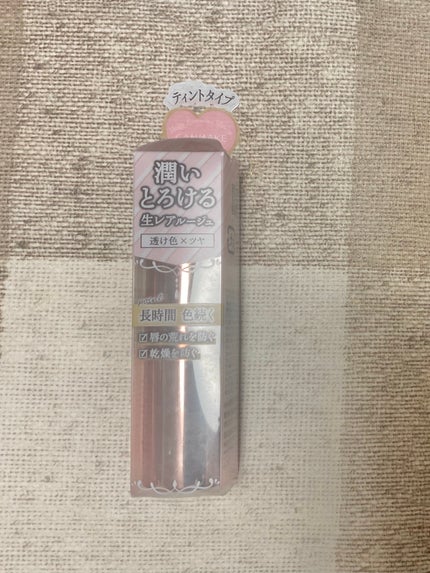 ティントタイプ
CANMAKE
潤い
とろける
生レアルージュ
透け色×ツヤ
長時間 色続く
☑唇の荒れを防ぐ
☑乾燥を防ぐ